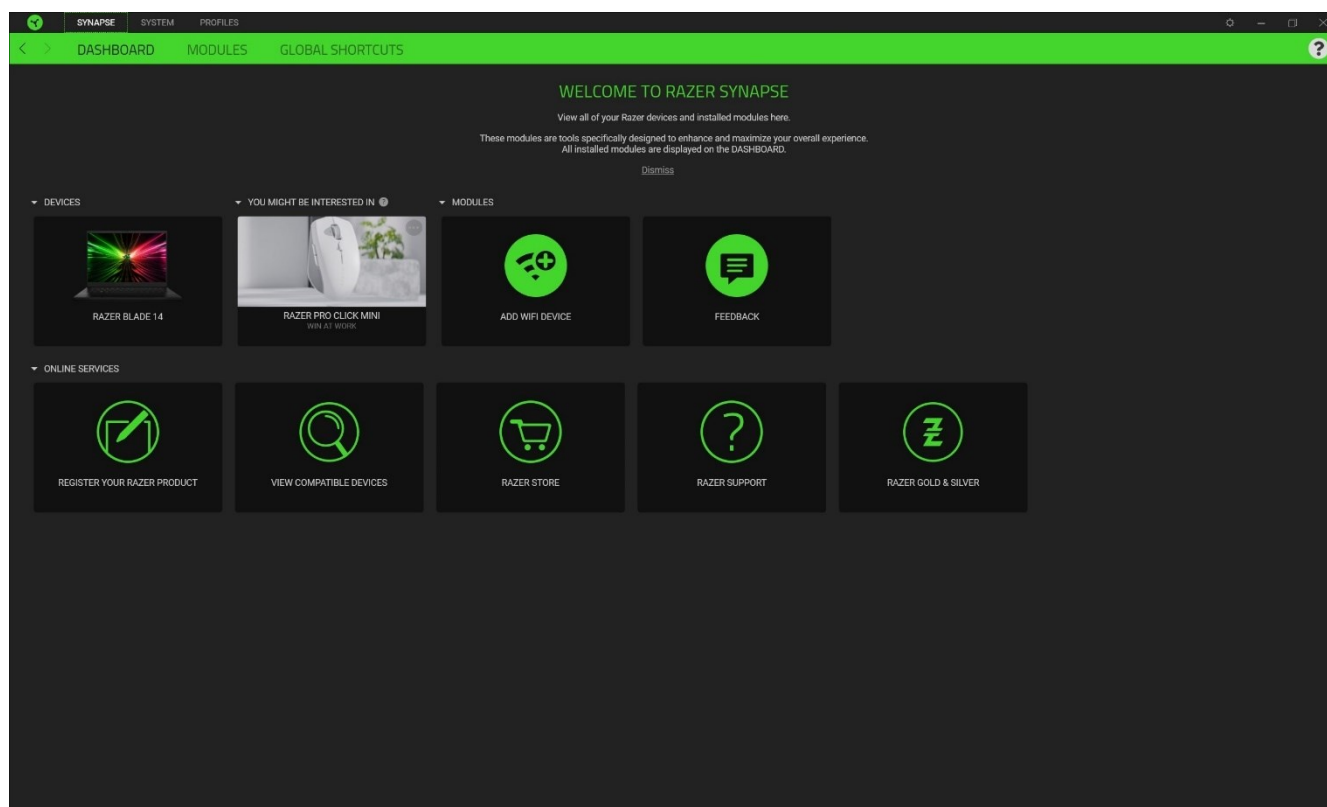 SYNAPSE SYSTEM PROFILES
DASHBOARD MODULES GLOBAL SHORTCUTS
?
WELCOME TO RAZER SYNAPSE
View all of your Razer devices and installed modules here.
These modules are tools specifically designed to enhance and maximize your overall experience.
All installed modules are displayed on the DASHBOARD.
Dismiss
DEVICES
YOU MIGHT BE INTERESTED IN ?
MODULES
RAZER BLADE 14
RAZER PRO CLICK MINI
WIN AT WORK
ADD WIFI DEVICE
FEEDBACK
ONLINE SERVICES
REGISTER YOUR RAZER PRODUCT
VIEW COMPATIBLE DEVICES
RAZER STORE
?
RAZER SUPPORT
RAZER GOLD & SILVER